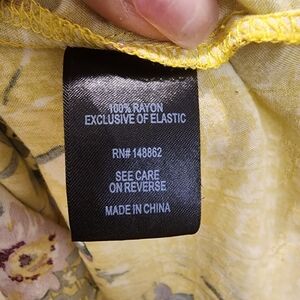 100% RAYON
EXCLUSIVE OF ELASTIC
RN# 148862
SEE CARE
ON REVERSE
MADE IN CHINA